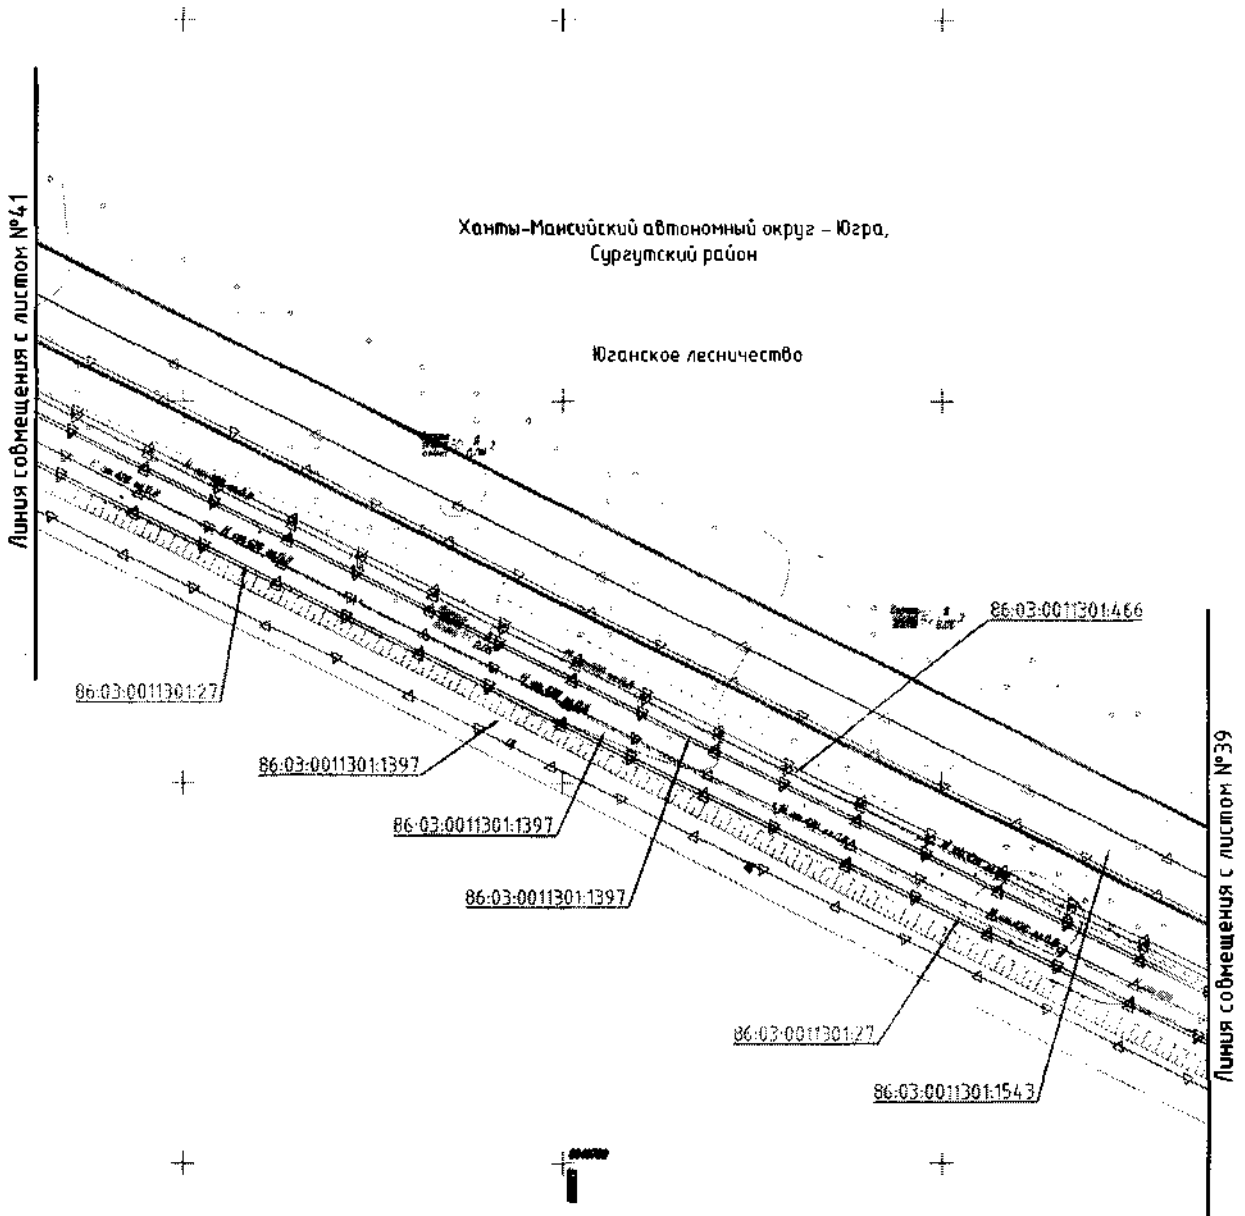 Линия совмещения с листом №41
Ханты-Мансийский автономный округ – Югра,
Сургутский район
Юганское лесничество
86:03:0011301:466
86:03:0011301:27
86:03:0011301:1397
86:03:0011301:1397
86:03:0011301:1397
86:03:0011301:27
86:03:0011301:1543
Линия совмещения с листом №39